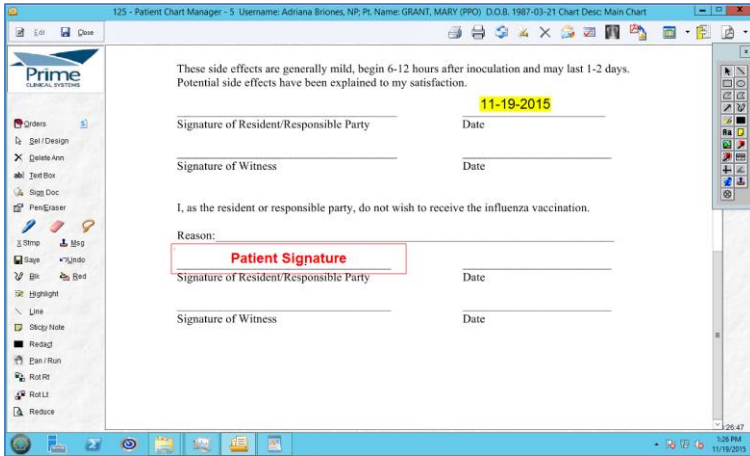 125 - Patient Chart Manager - 5 Username: Adriana Briones, NP; Pt. Name: GRANT, MARY (PPO) D.O.B. 1987-03-21 Chart Desc: Main Chart
Edit Close
Prime
CLINICAL SYSTEMS
These side effects are generally mild, begin 6-12 hours after inoculation and may last 1-2 days.
Potential side effects have been explained to my satisfaction.
11-19-2015
Signature of Resident/Responsible Party Date
Signature of Witness Date
I, as the resident or responsible party, do not wish to receive the influenza vaccination.
Reason:
Patient Signature
Signature of Resident/Responsible Party Date
Signature of Witness Date
Orders
Sel / Design
Delete Ann
abl Text Box
Sign Doc
Pen/Eraser
X Stmp Msg
Save Undo
Blk Red
Highlight
Line
Sticky Note
Redact
Pan / Run
Rot Rt
Rot Lt
Reduce
Ra
1:26 PM
11/19/2015